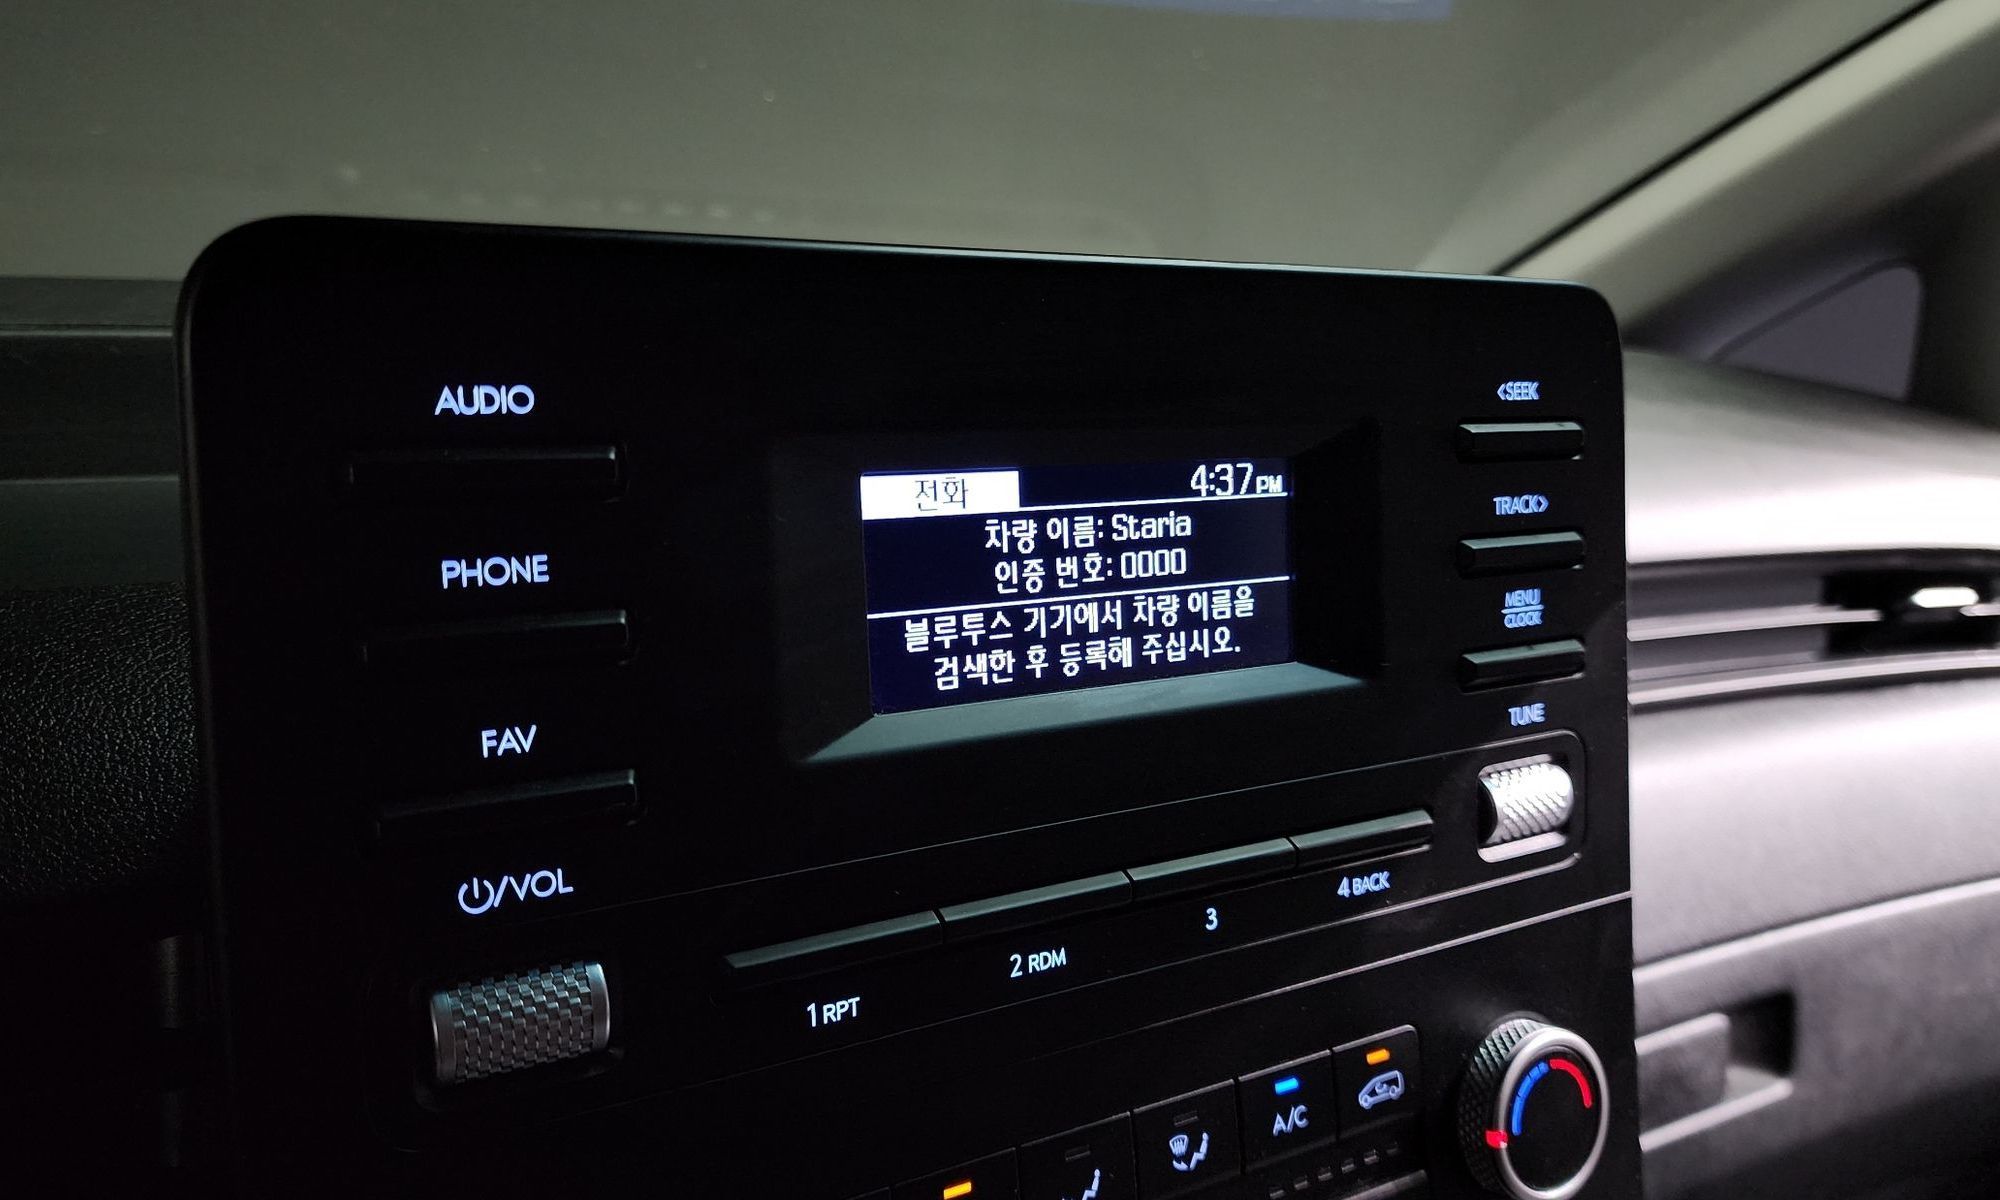 AUDIO
PHONE
FAV
/VOL
전화
4:37PM
차량 이름: Staria
인증 번호: 0000
블루투스 기기에서 차량 이름을
검색한 후 등록해 주십시오.
<SEEK
TRACK>
MENU
CLOCK
TUNE
1 RPT
2 RDM
3
4 BACK
A/C